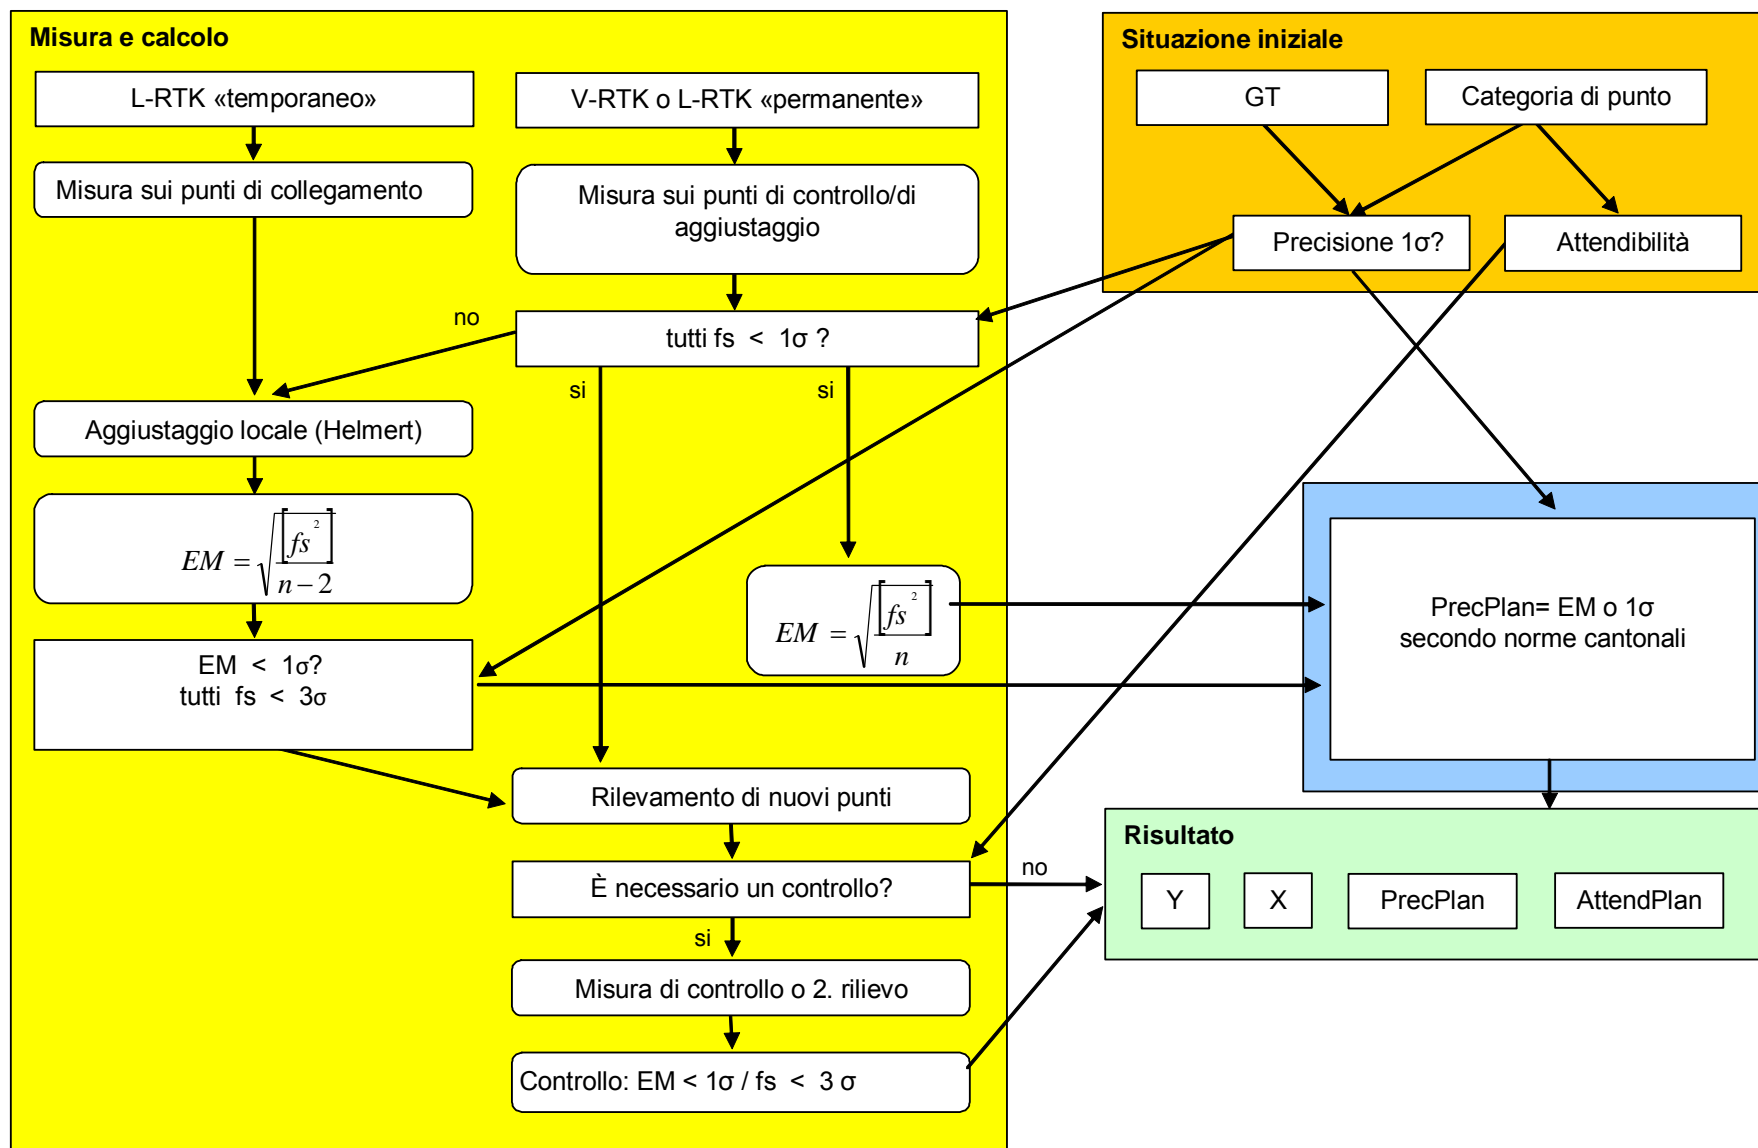 Misura e calcolo
L-RTK «temporaneo»
V-RTK o L-RTK «permanente»
Misura sui punti di collegamento
Misura sui punti di controllo/di
aggiustaggio
no
tutti fs < 1σ ?
si
si
Aggiustaggio locale (Helmert)
EM = √([fs²] / (n − 2))
EM = √([fs²] / n)
EM < 1σ?
tutti fs < 3σ
Rilevamento di nuovi punti
È necessario un controllo?
no
si
Misura di controllo o 2. rilievo
Controllo: EM < 1σ / fs < 3 σ
Situazione iniziale
GT
Categoria di punto
Precisione 1σ?
Attendibilità
PrecPlan= EM o 1σ
secondo norme cantonali
Risultato
Y
X
PrecPlan
AttendPlan